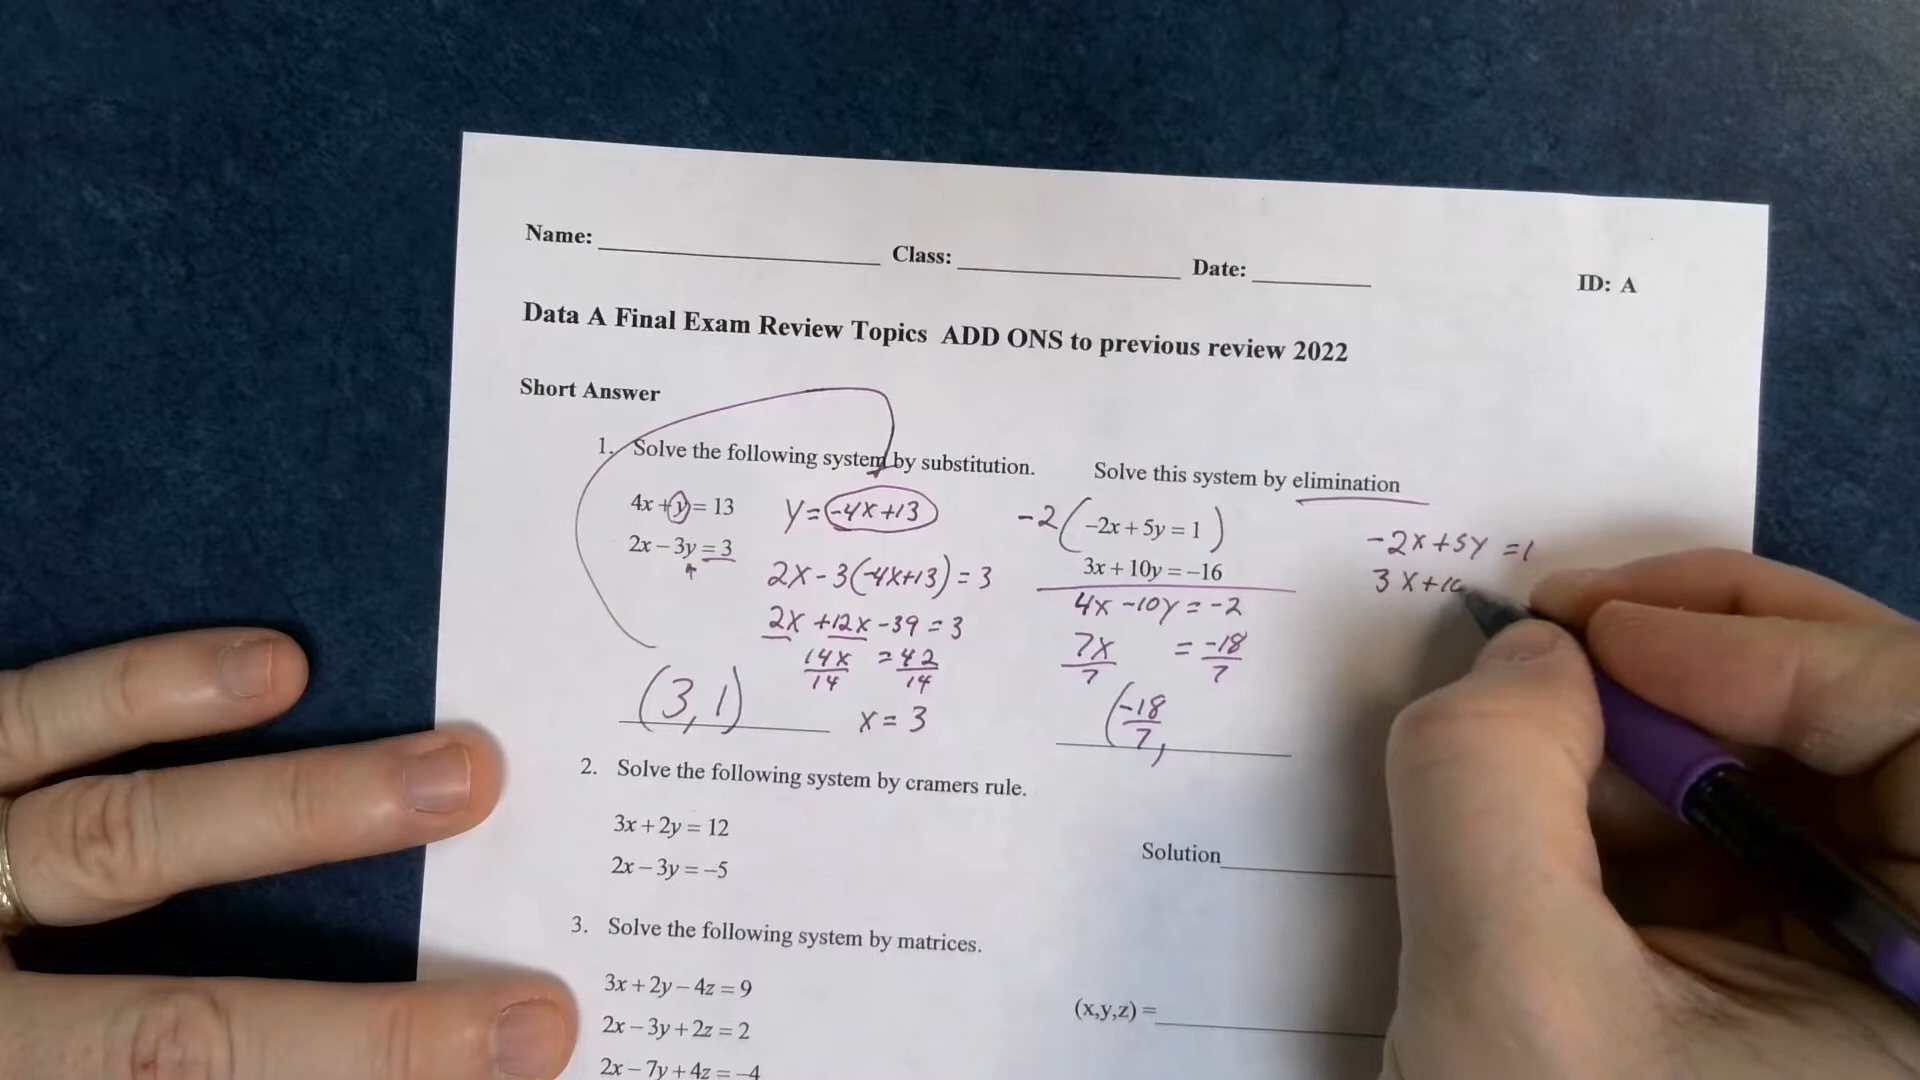 Name: Class: Date: ID: A
Data A Final Exam Review Topics ADD ONS to previous review 2022
Short Answer
1. Solve the following system by substitution.
4x + y = 13
2x – 3y = 3
y = -4x+13
2x - 3(-4x+13) = 3
2x +12x -39 = 3
14x = 42
14 14
x = 3
(3, 1)
Solve this system by elimination
-2( –2x + 5y = 1 )
3x + 10y = –16
4x -10y = -2
7x = -18
7 7
(-18
7,
-2x+5y = 1
3x+10
2. Solve the following system by cramers rule.
3x + 2y = 12
2x – 3y = –5
Solution
3. Solve the following system by matrices.
3x + 2y – 4z = 9
2x – 3y + 2z = 2
2x – 7y + 4z = –4
(x,y,z) =